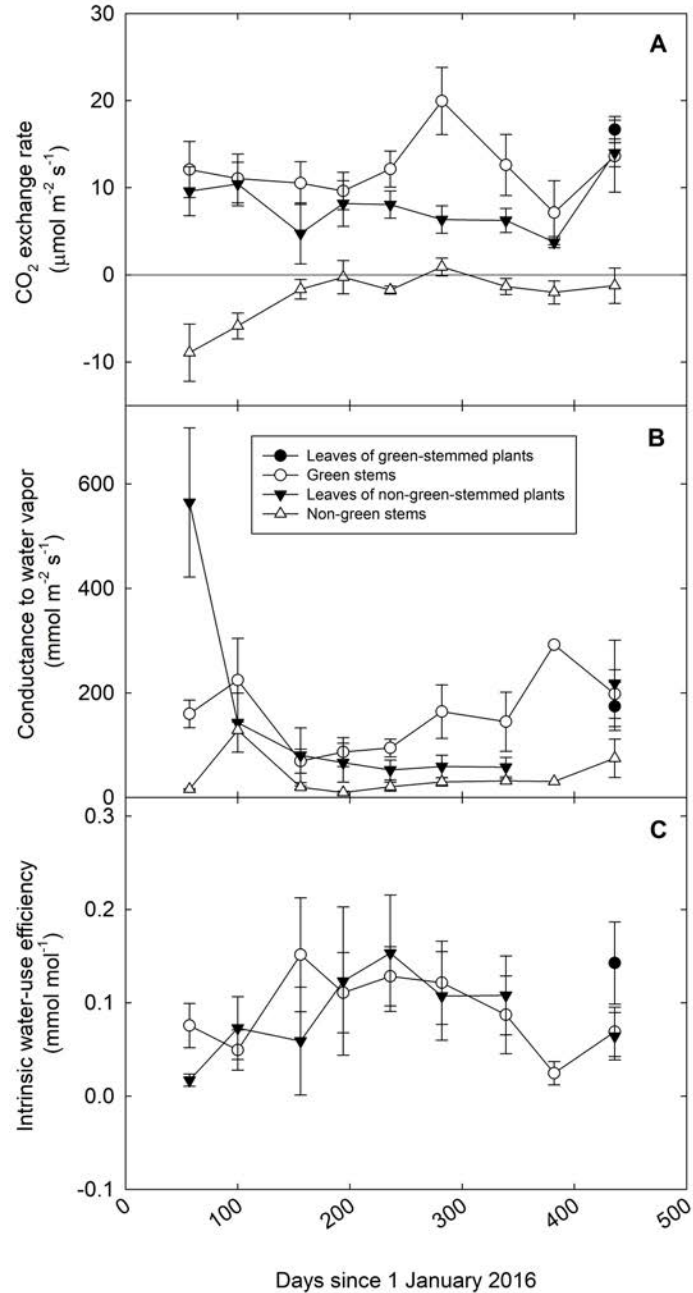 30
A
20
10
0
-10
CO₂ exchange rate
(μmol m⁻² s⁻¹)
B
Leaves of green-stemmed plants
Green stems
Leaves of non-green-stemmed plants
Non-green stems
600
400
200
0
Conductance to water vapor
(mmol m⁻² s⁻¹)
0.3
C
0.2
0.1
0.0
-0.1
Intrinsic water-use efficiency
(mmol mol⁻¹)
0 100 200 300 400 500
Days since 1 January 2016